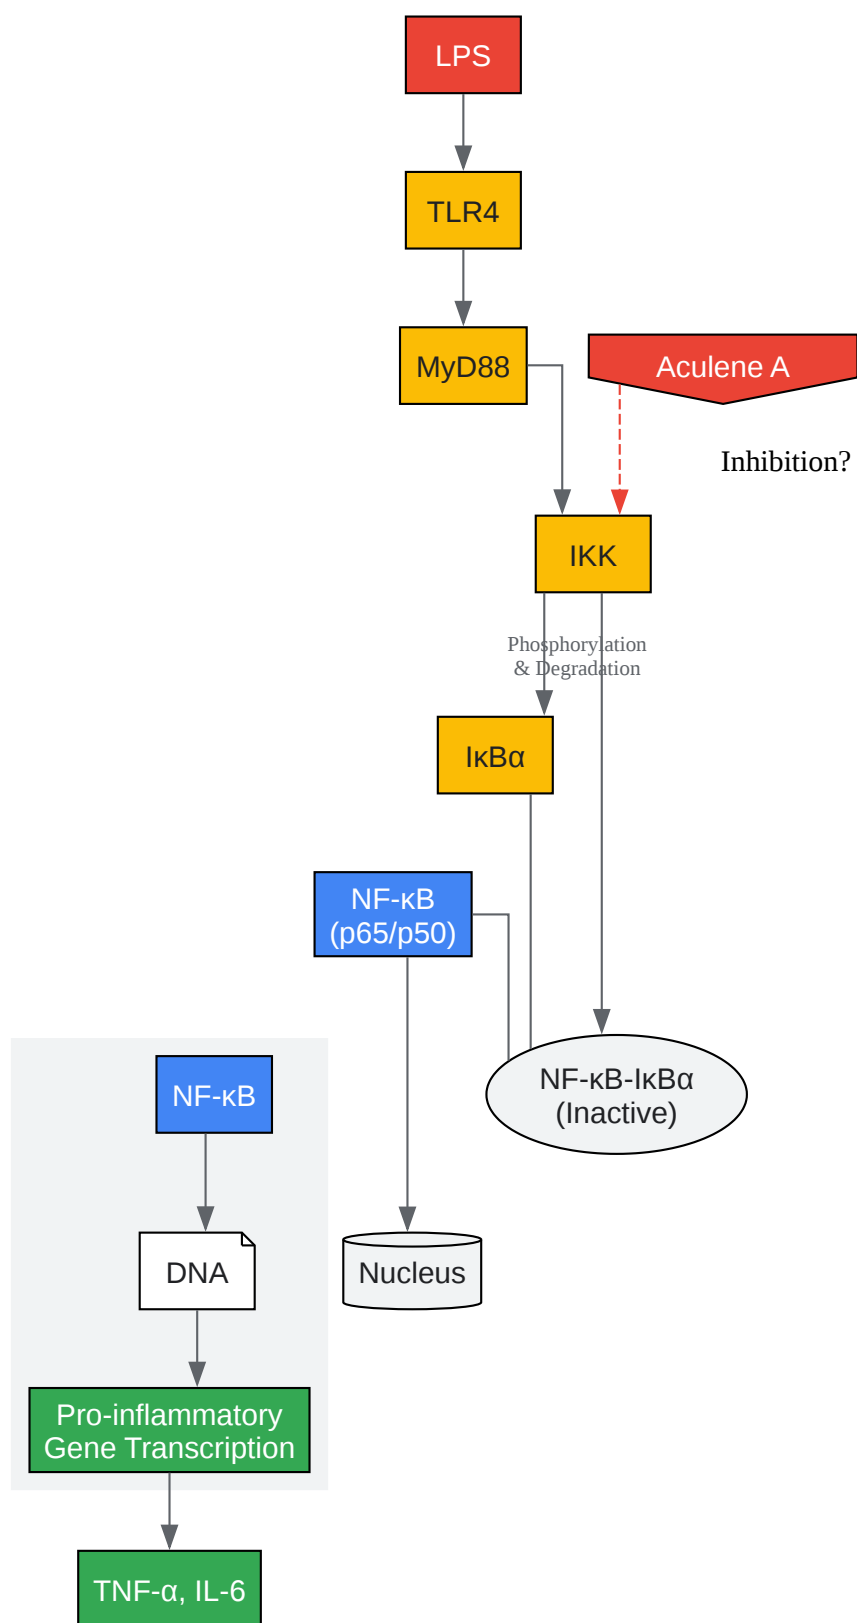 LPS
TLR4
MyD88
Aculene A
Inhibition?
IKK
Phosphorylation
& Degradation
IκBα
NF-κB
(p65/p50)
NF-κB
NF-κB-IκBα
(Inactive)
DNA
Nucleus
Pro-inflammatory
Gene Transcription
TNF-α, IL-6